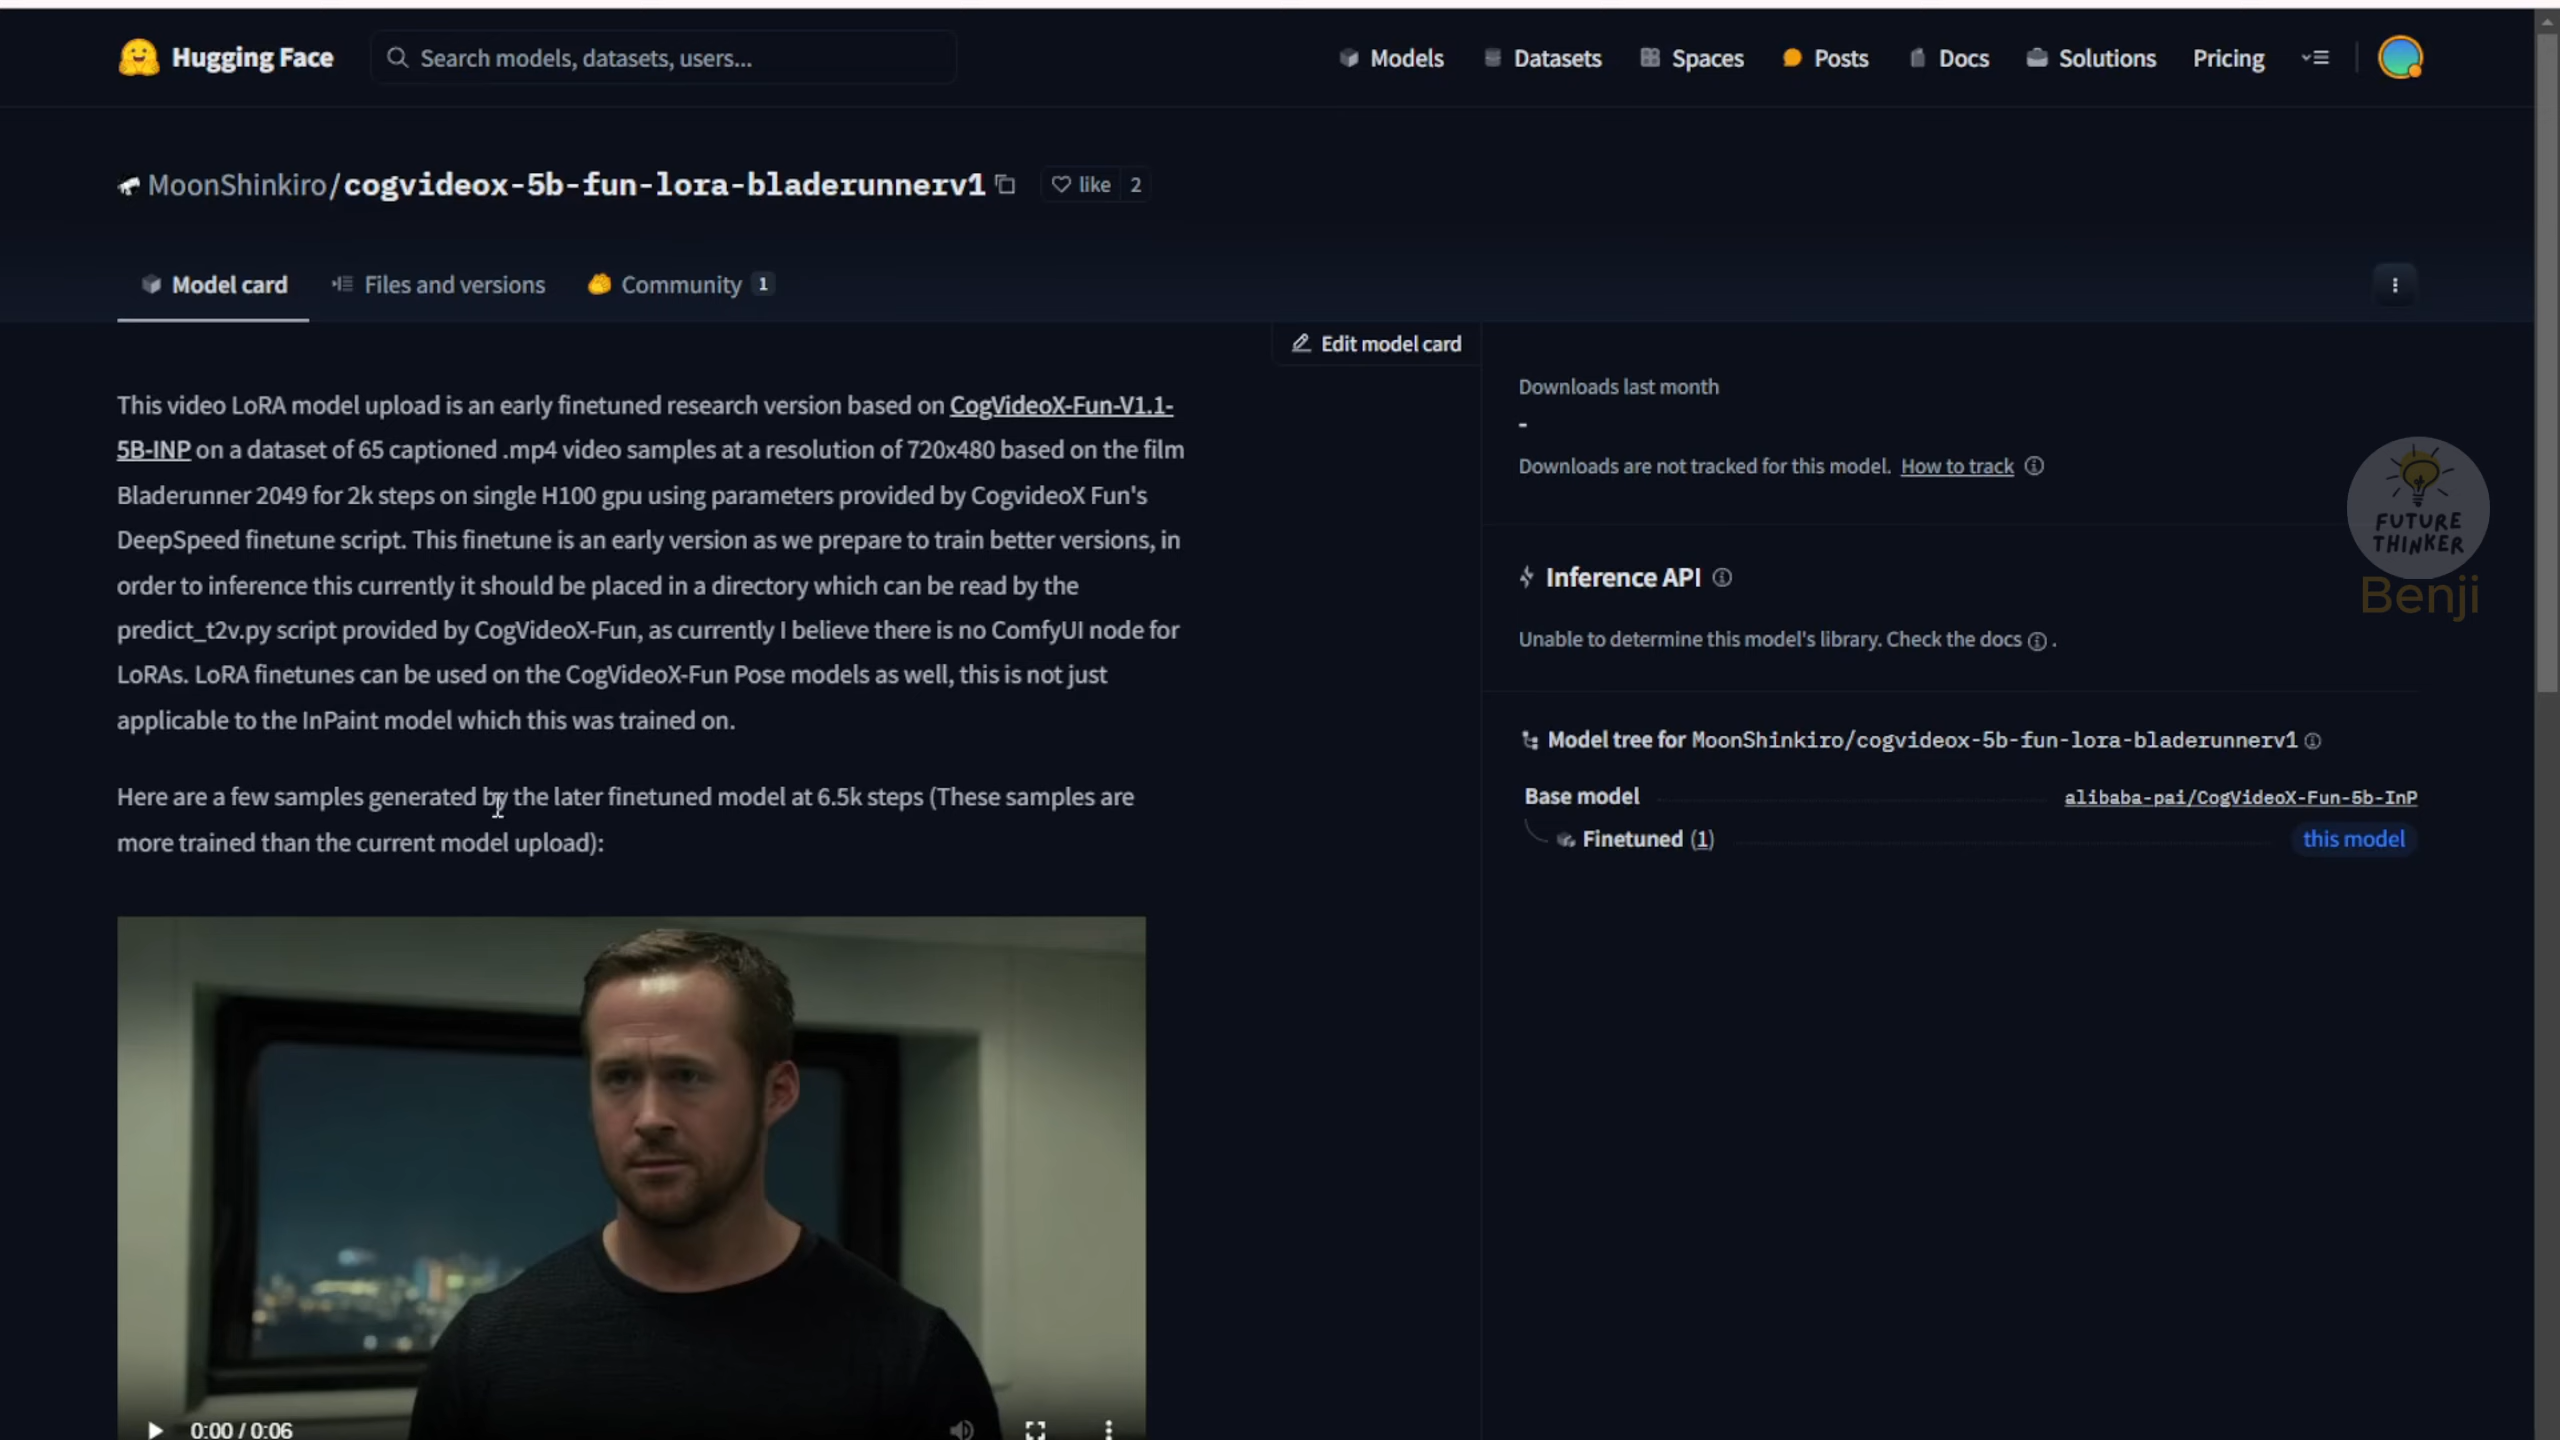 Hugging Face
Search models, datasets, users...
Models
Datasets
Spaces
Posts
Docs
Solutions
Pricing
MoonShinkiro/cogvideox-5b-fun-lora-bladerunnerv1
like 2
Model card
Files and versions
Community 1
Edit model card
This video LoRA model upload is an early finetuned research version based on CogVideoX-Fun-V1.1-
5B-INP on a dataset of 65 captioned .mp4 video samples at a resolution of 720x480 based on the film
Bladerunner 2049 for 2k steps on single H100 gpu using parameters provided by CogvideoX Fun's
DeepSpeed finetune script. This finetune is an early version as we prepare to train better versions, in
order to inference this currently it should be placed in a directory which can be read by the
predict_t2v.py script provided by CogVideoX-Fun, as currently I believe there is no ComfyUI node for
LoRAs. LoRA finetunes can be used on the CogVideoX-Fun Pose models as well, this is not just
applicable to the InPaint model which this was trained on.
Here are a few samples generated by the later finetuned model at 6.5k steps (These samples are
more trained than the current model upload):
0:00 / 0:06
Downloads last month
-
Downloads are not tracked for this model. How to track
Inference API
Unable to determine this model's library. Check the docs .
Model tree for MoonShinkiro/cogvideox-5b-fun-lora-bladerunnerv1
Base model
alibaba-pai/CogVideoX-Fun-5b-InP
Finetuned (1)
this model
FUTURE
THINKER
Benji